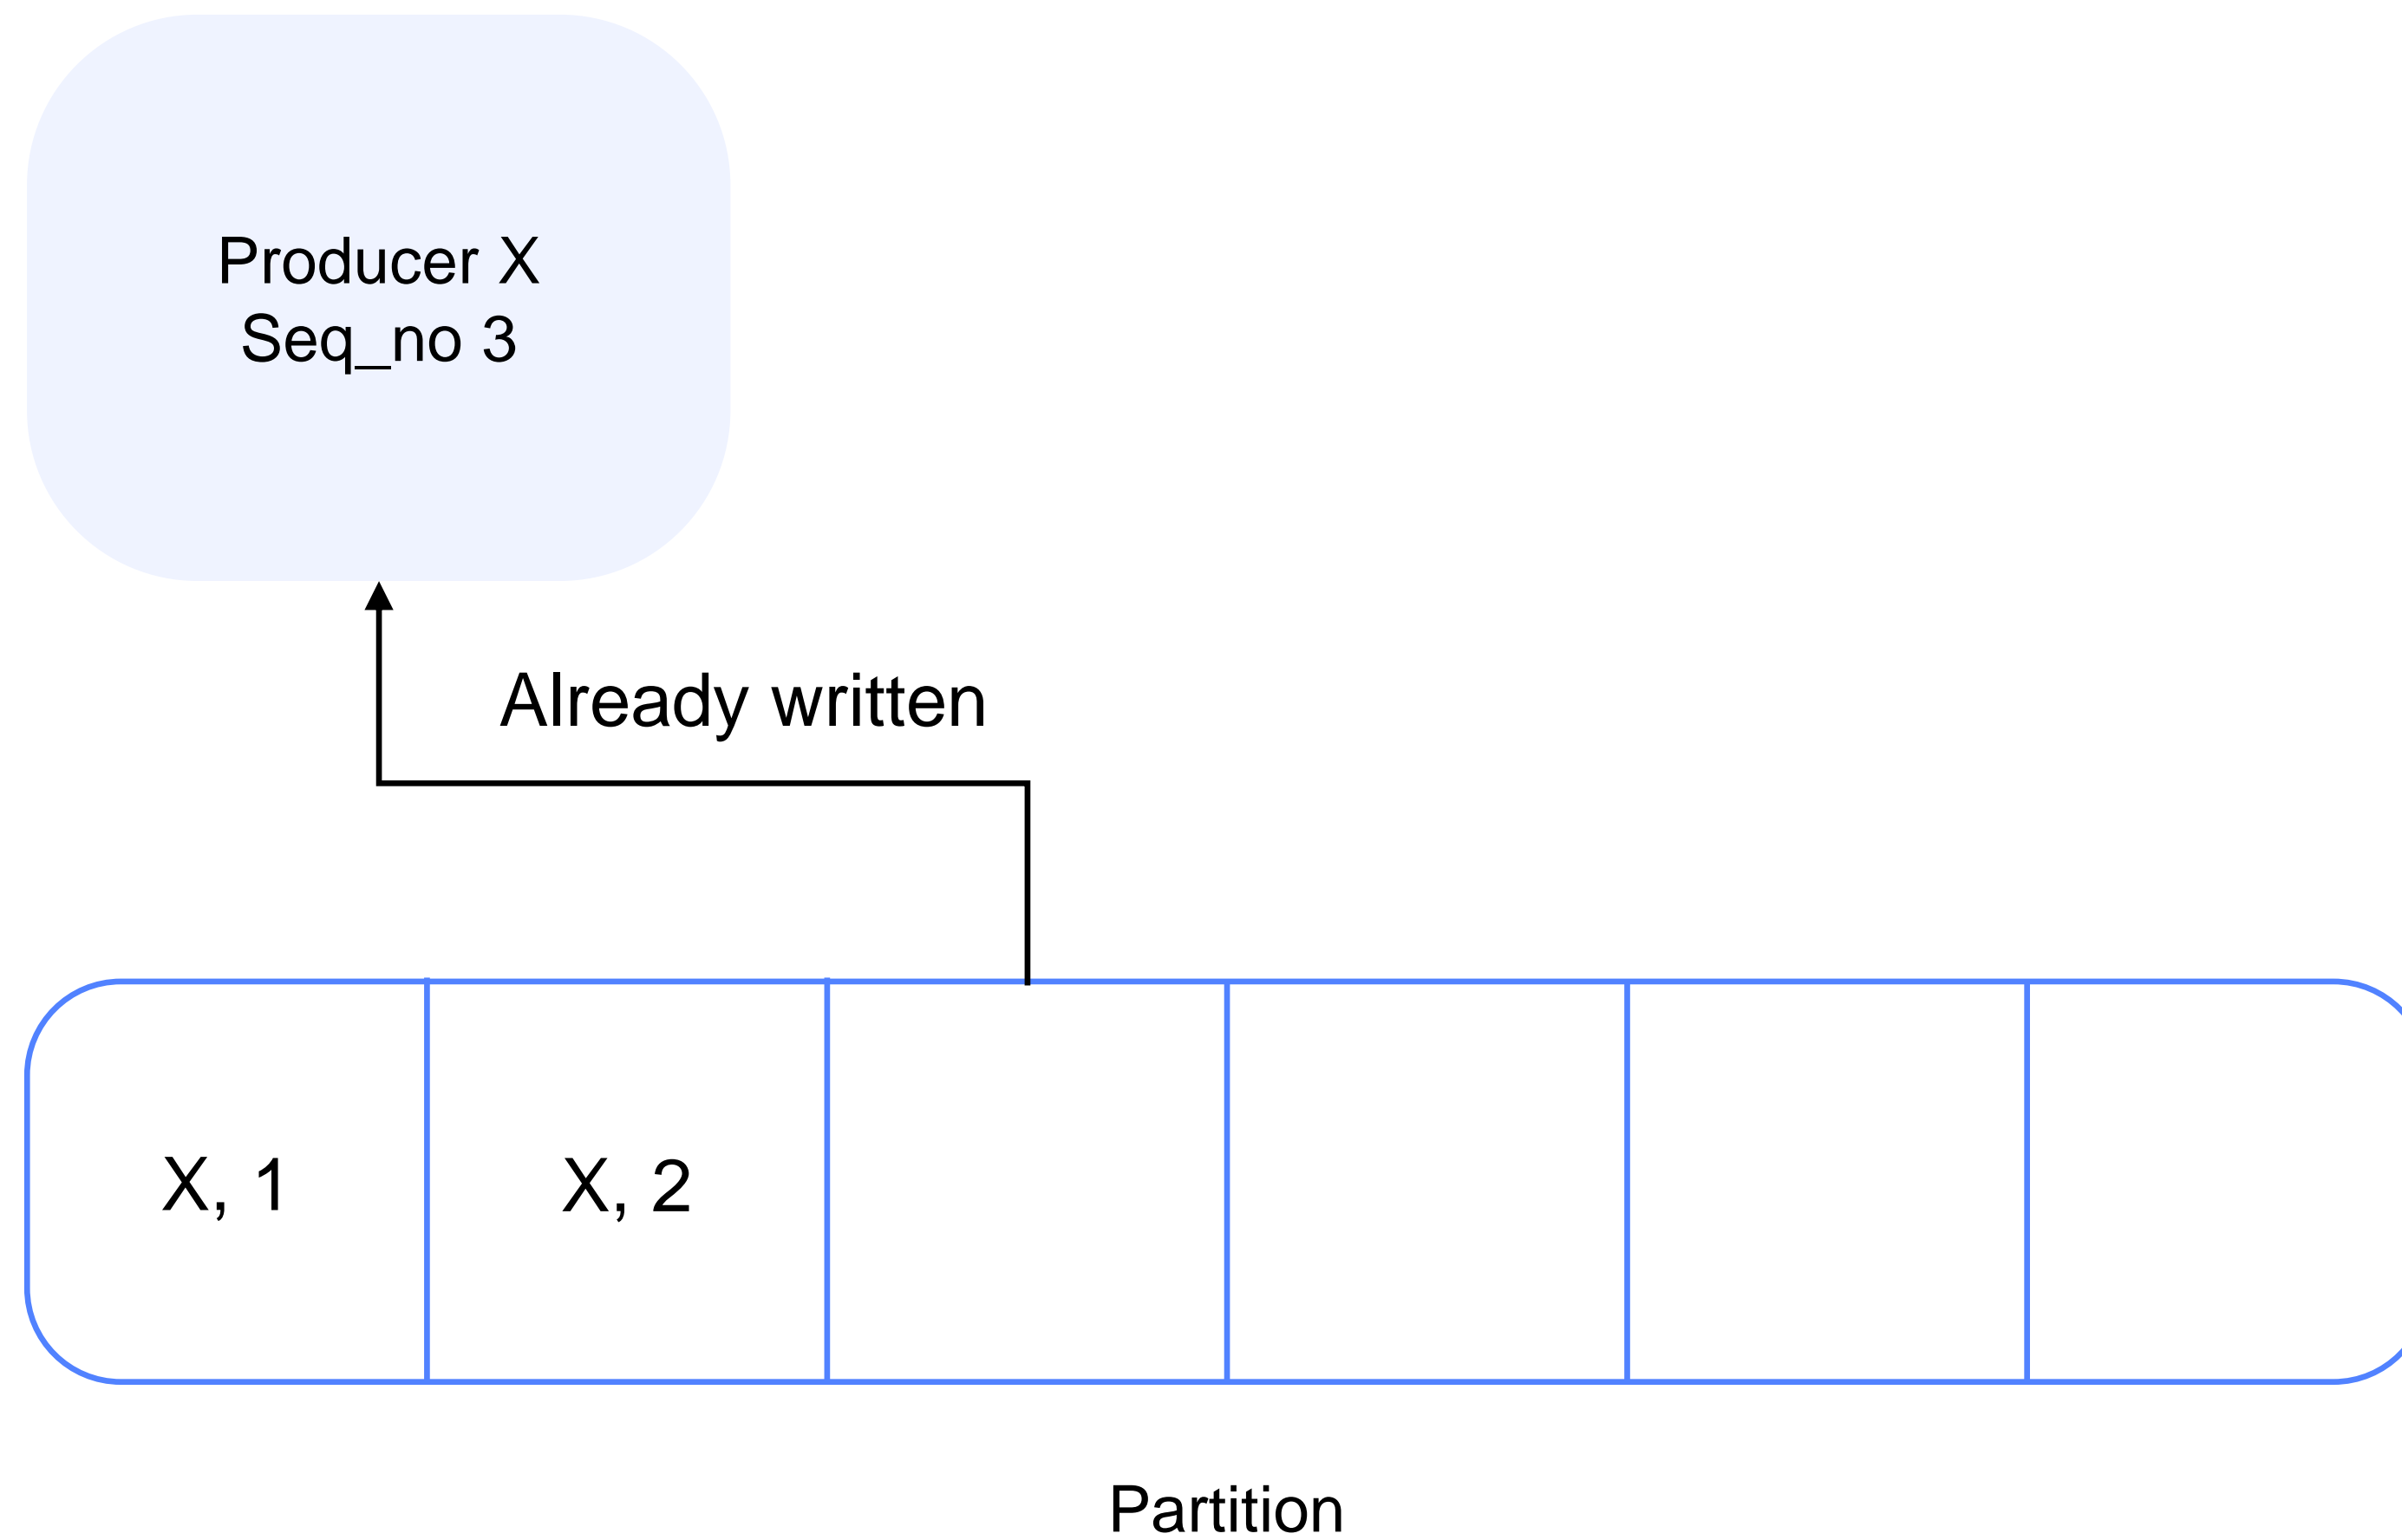 Producer X
Seq_no 3
Already written
X, 1
X, 2
Partition